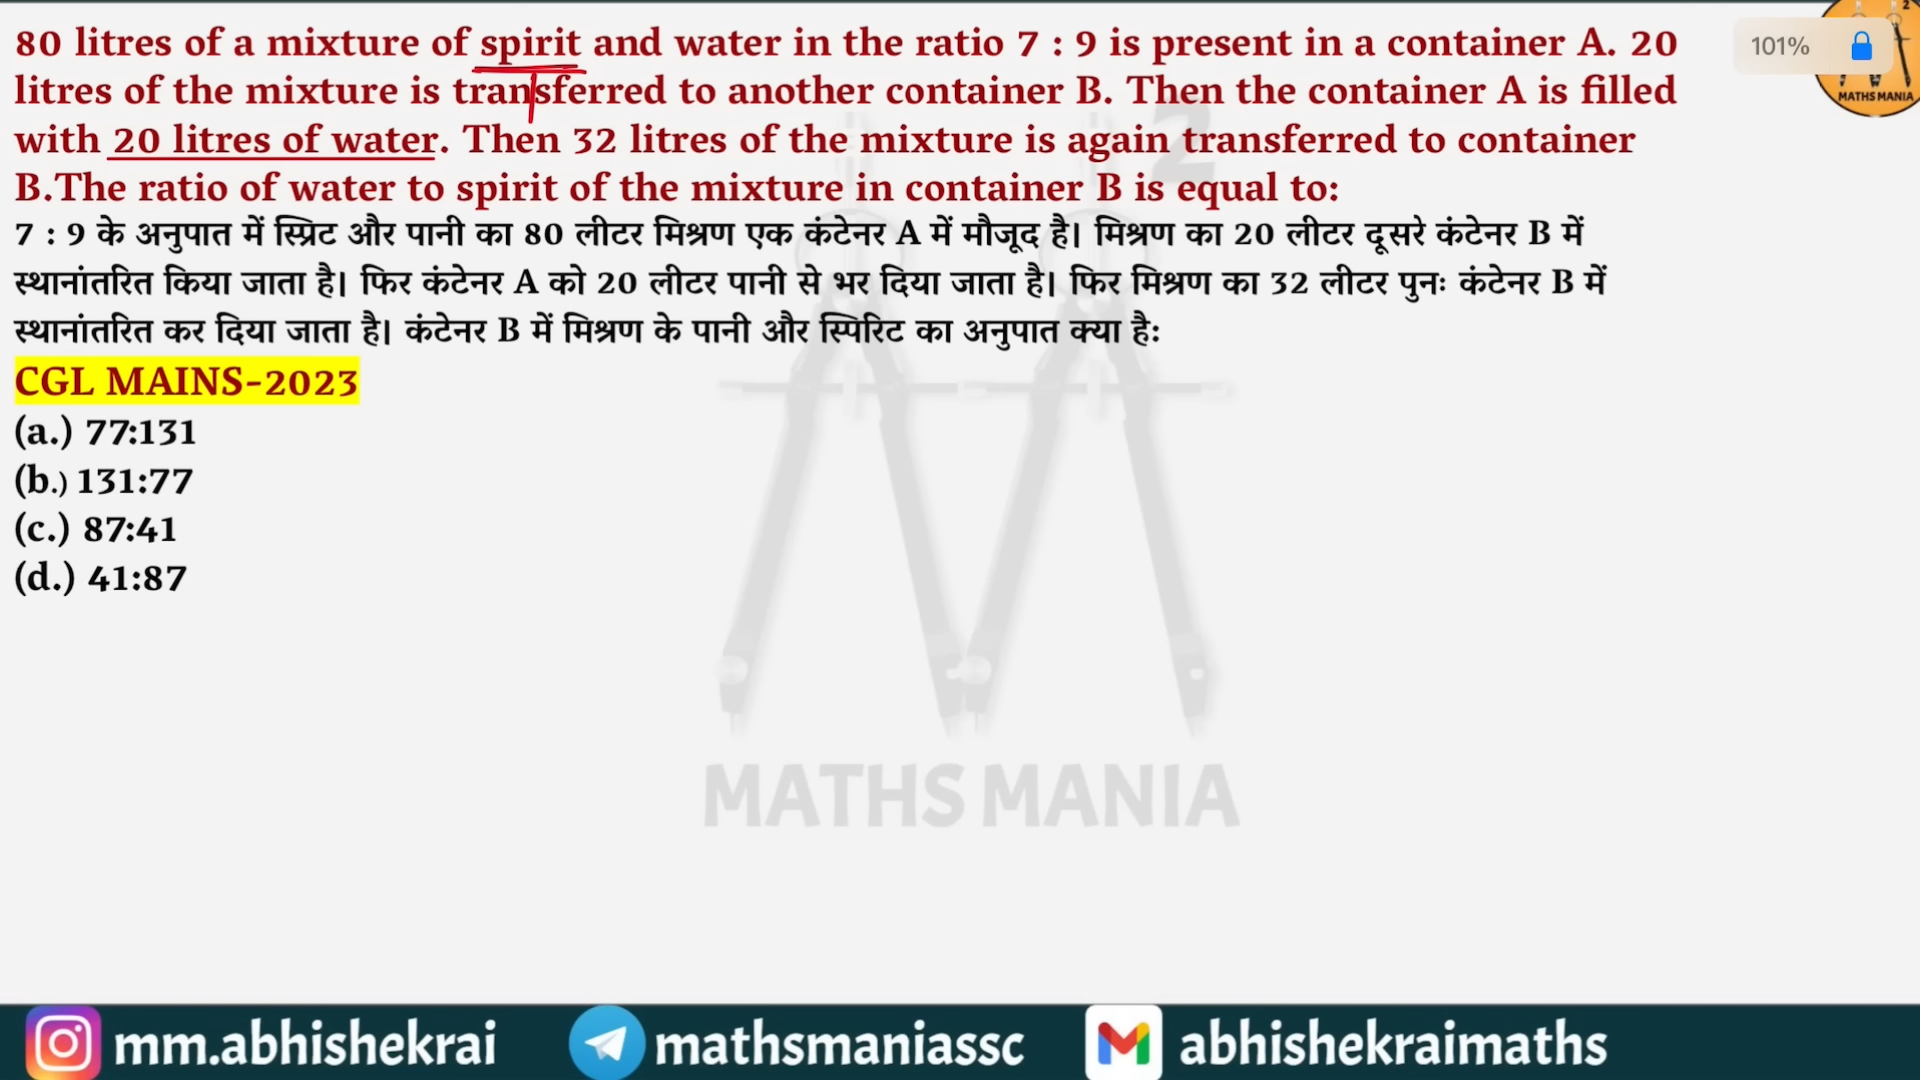 80 litres of a mixture of spirit and water in the ratio 7 : 9 is present in a container A. 20
litres of the mixture is transferred to another container B. Then the container A is filled
with 20 litres of water. Then 32 litres of the mixture is again transferred to container
B.The ratio of water to spirit of the mixture in container B is equal to:
7 : 9 के अनुपात में स्प्रिट और पानी का 80 लीटर मिश्रण एक कंटेनर A में मौजूद है। मिश्रण का 20 लीटर दूसरे कंटेनर B में
स्थानांतरित किया जाता है। फिर कंटेनर A को 20 लीटर पानी से भर दिया जाता है। फिर मिश्रण का 32 लीटर पुनः कंटेनर B में
स्थानांतरित कर दिया जाता है। कंटेनर B में मिश्रण के पानी और स्पिरिट का अनुपात क्या है:
CGL MAINS-2023
(a.) 77:131
(b.) 131:77
(c.) 87:41
(d.) 41:87
101%
2
MATHS MANIA
2
MATHS MANIA
mm.abhishekrai
mathsmaniassc
abhishekraimaths